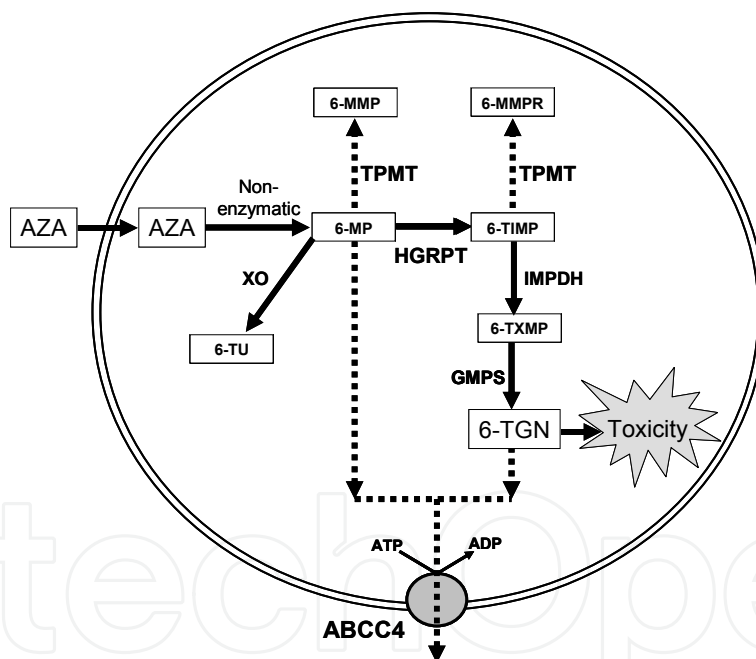 6-MMP
6-MMPR
TPMT
TPMT
Non-
enzymatic
AZA
AZA
6-MP
6-TIMP
HGRPT
XO
IMPDH
6-TU
6-TXMP
GMPS
6-TGN
Toxicity
ATP
ADP
ABCC4
techOpe